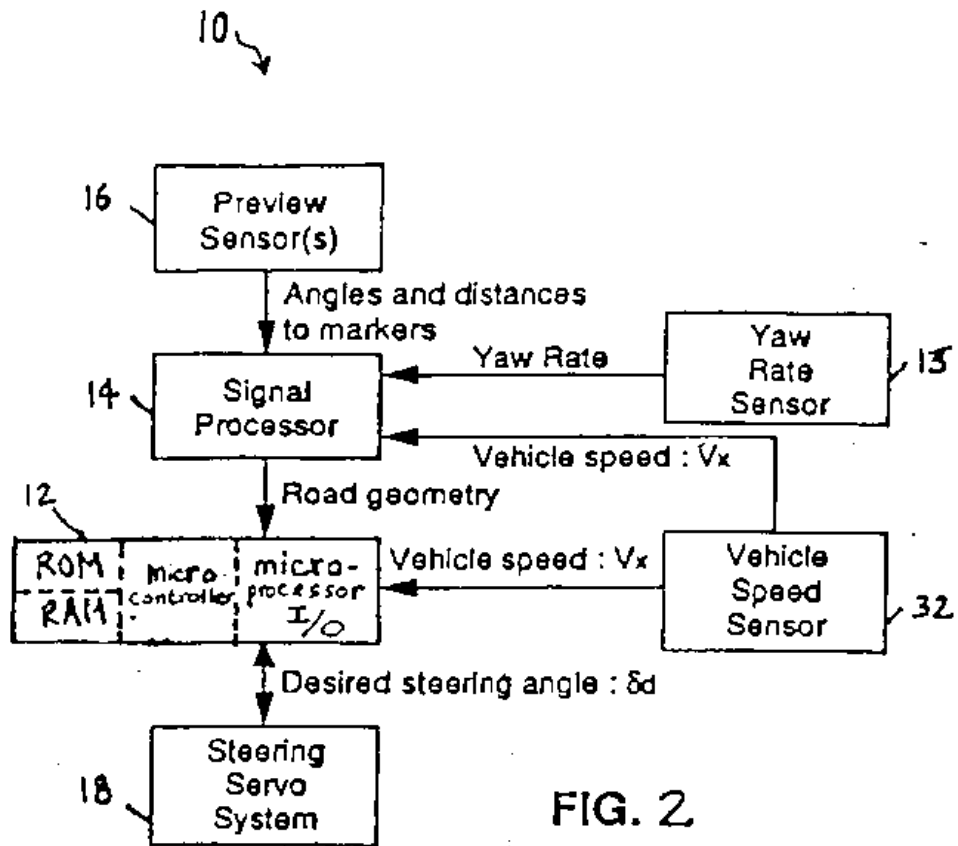 10
16
Preview
Sensor(s)
Angles and distances
to markers
Yaw Rate
Yaw
Rate
Sensor
15
14
Signal
Processor
Vehicle speed : Vx
Road geometry
12
ROM
RAM
micro
controller
micro-
processor
I/O
Vehicle speed : Vx
Vehicle
Speed
Sensor
32
Desired steering angle : δd
18
Steering
Servo
System
FIG. 2